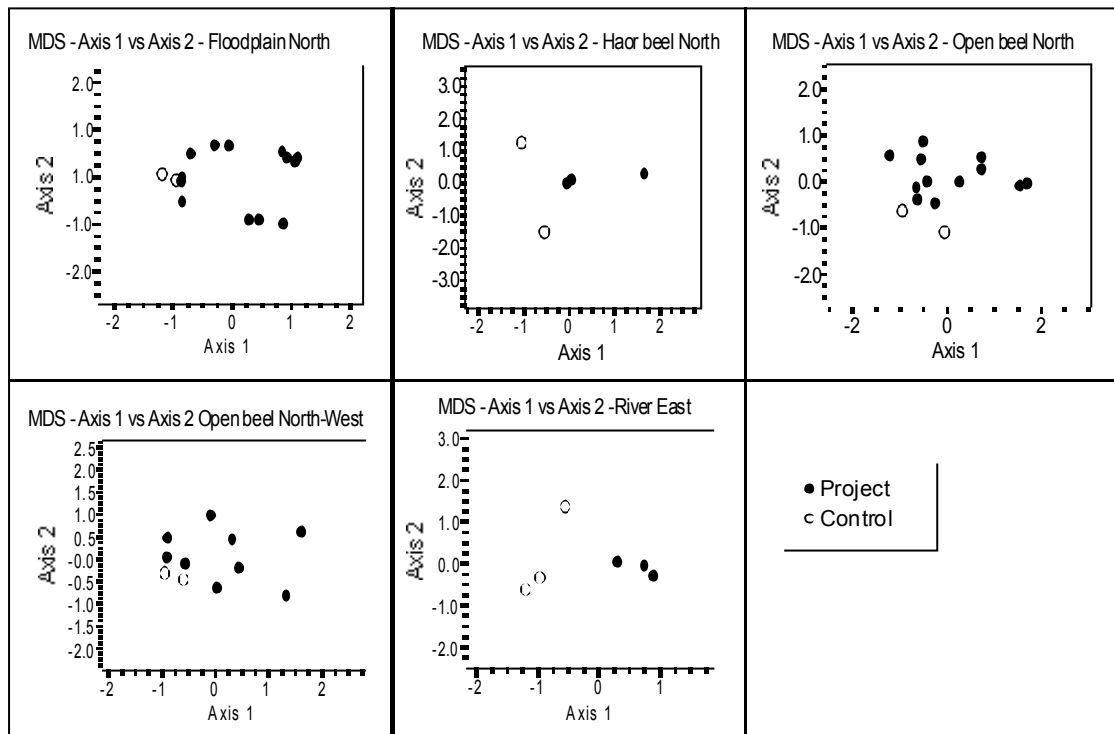 MDS - Axis 1 vs Axis 2 - Floodplain North
2.0
1.0
1.0
-1.0
-2.0
Axis 2
-2 -1 0 1 2
Axis 1
MDS - Axis 1 vs Axis 2 - Haor beel North
3.0
2.0
1.0
0.0
-1.0
-2.0
-3.0
Axis 2
-2 -1 0 1 2
Axis 1
MDS - Axis 1 vs Axis 2 - Open beel North
2.0
1.0
0.0
-1.0
-2.0
Axis 2
-2 -1 0 2
Axis 1
MDS - Axis 1 vs Axis 2 Open beel North-West
2.5
2.0
1.5
1.0
0.5
-0.0
-0.5
-1.0
-1.5
-2.0
Axis 2
-2 -1 0 1 2
Axis 1
MDS - Axis 1 vs Axis 2 -River East
3.0
2.0
1.0
0.0
-1.0
-2.0
Axis 2
-2 -1 0 1
Axis 1
Project
Control